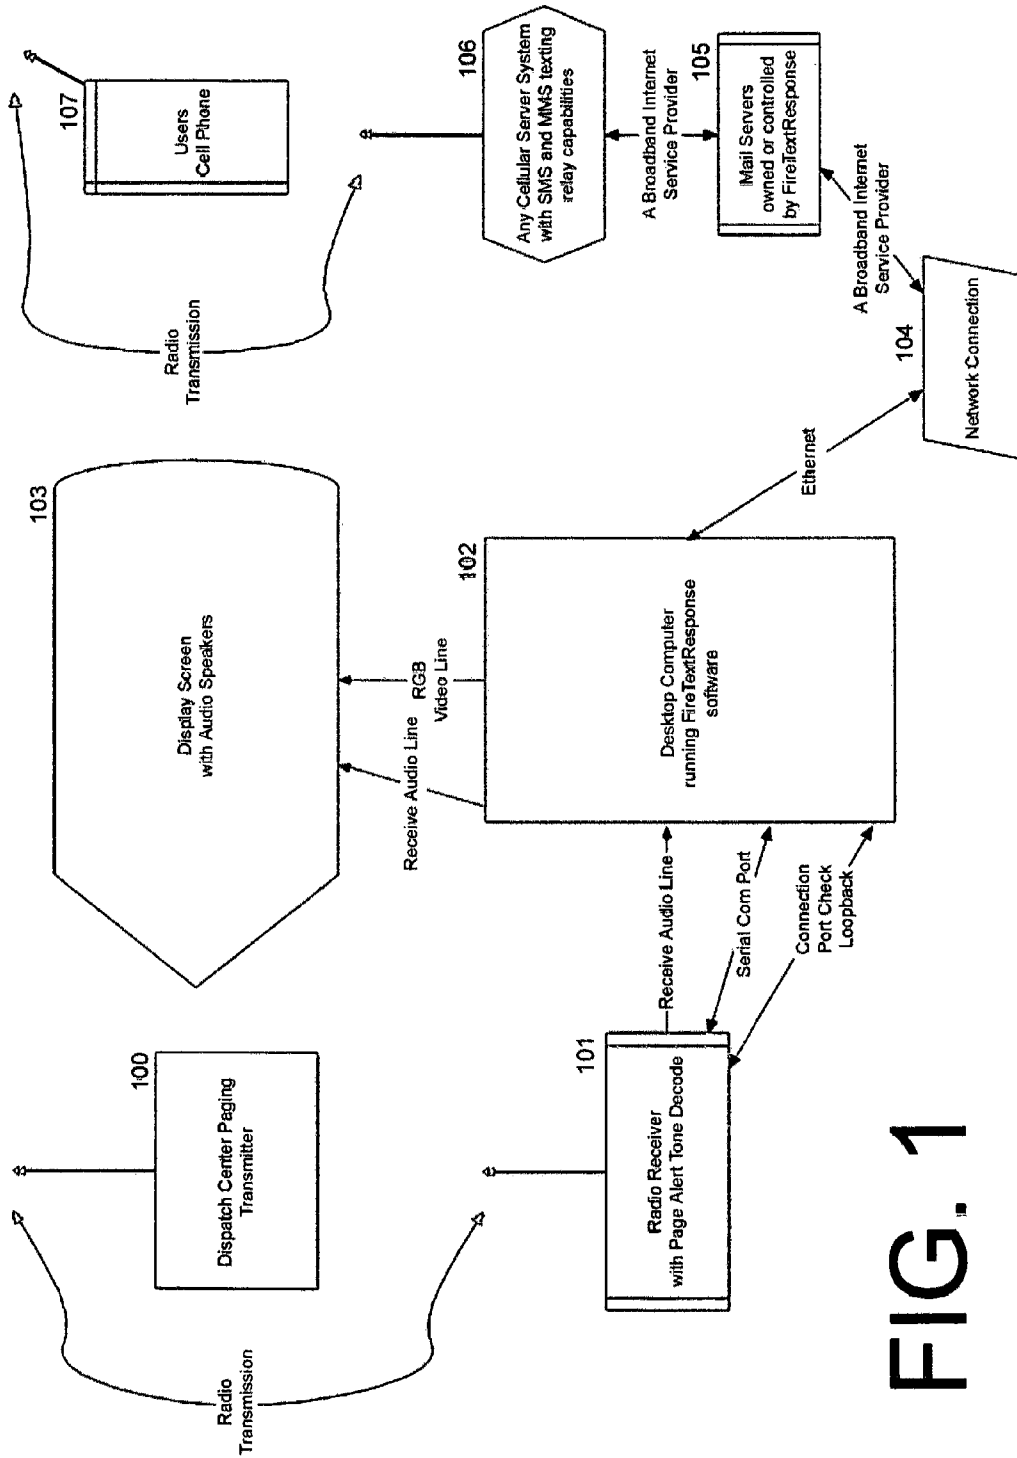 100
Dispatch Center Paging
Transmitter
Radio
Transmission
101
Radio Receiver
with Page Alert Tone Decode
Receive Audio Line
Serial Com Port
Connection
Port Check
Loopback
103
Display Screen
with Audio Speakers
Receive Audio Line
RGB
Video Line
102
Desktop Computer
running FireTextResponse
software
Ethernet
104
Network Connection
A Broadband Internet
Service Provider
105
Mail Servers
owned or controlled
by FireTextResponse
A Broadband Internet
Service Provider
106
Any Cellular Server System
with SMS and MMS texting
relay capabilities
107
Users
Cell Phone
Radio
Transmission
FIG. 1